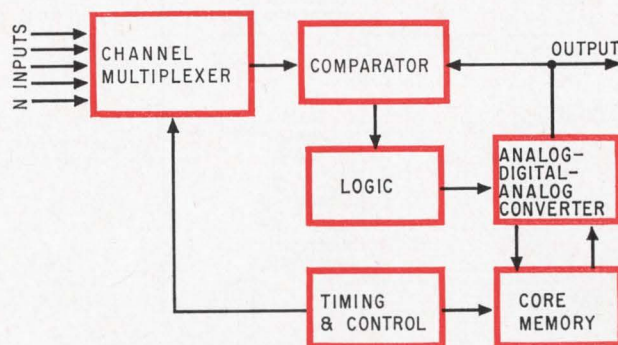 N INPUTS
CHANNEL
MULTIPLEXER
COMPARATOR
OUTPUT
LOGIC
ANALOG-
DIGITAL-
ANALOG
CONVERTER
TIMING
& CONTROL
CORE
MEMORY